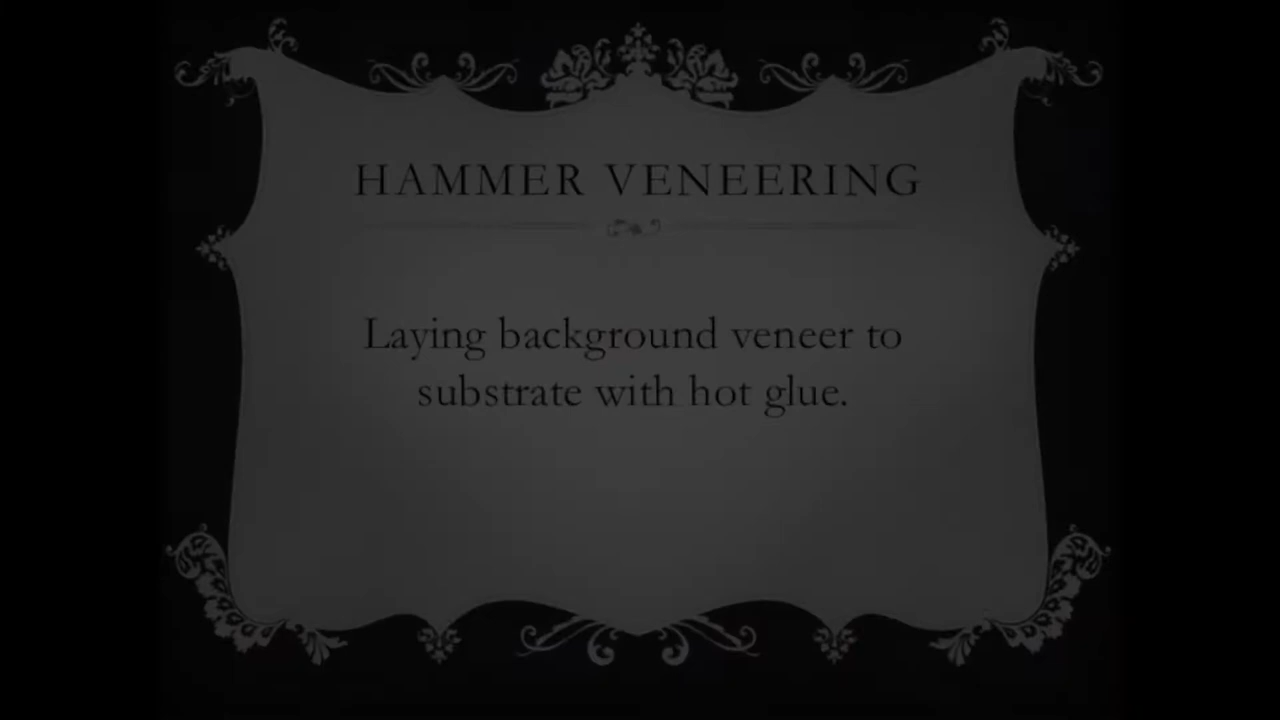 HAMMER VENEERING
Laying background veneer to
substrate with hot glue.